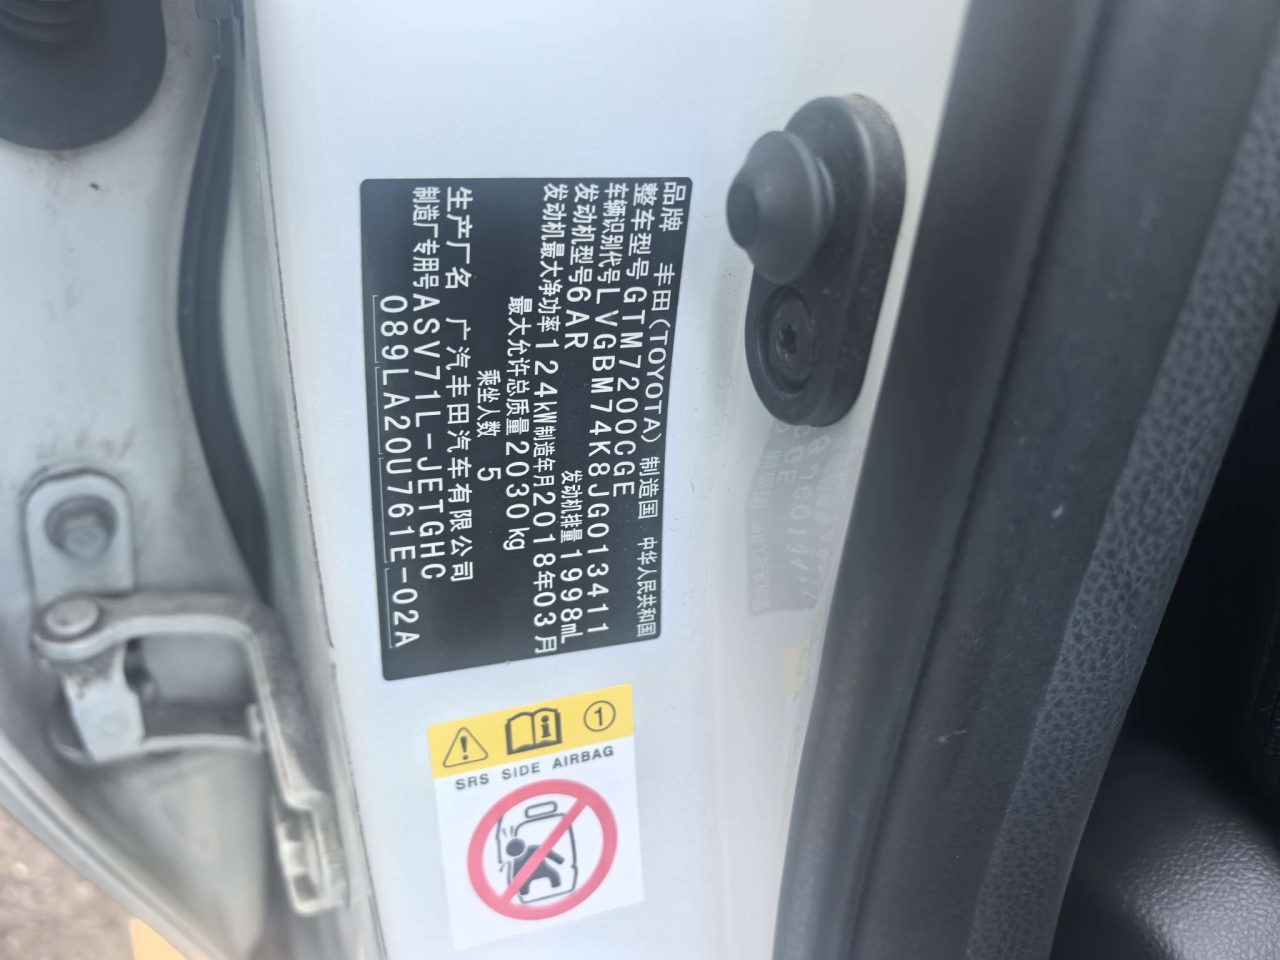 品牌 丰田(TOYOTA) 制造国 中华人民共和国
整车型号 GTM7200CGE
车辆识别代号 LVGBM74K8JG013411
发动机型号 6AR 发动机排量 1998mL
发动机最大净功率 124kW 制造年月 2018年03月
最大允许总质量 2030kg
乘坐人数 5
生产厂名 广汽丰田汽车有限公司
制造厂专用号 ASV71L-JETGHC
089LA20U761E-02A
1
SRS SIDE AIRBAG